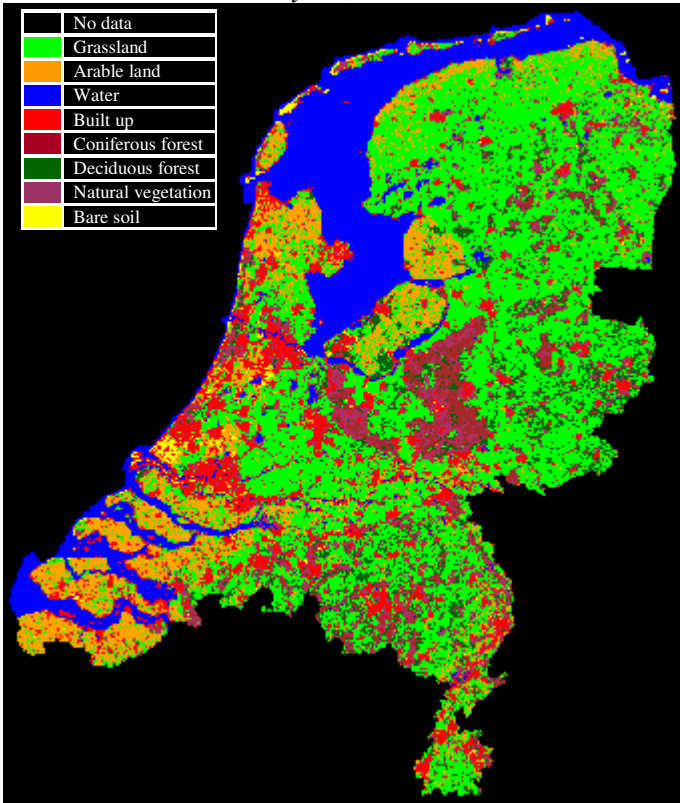 No data
Grassland
Arable land
Water
Built up
Coniferous forest
Deciduous forest
Natural vegetation
Bare soil